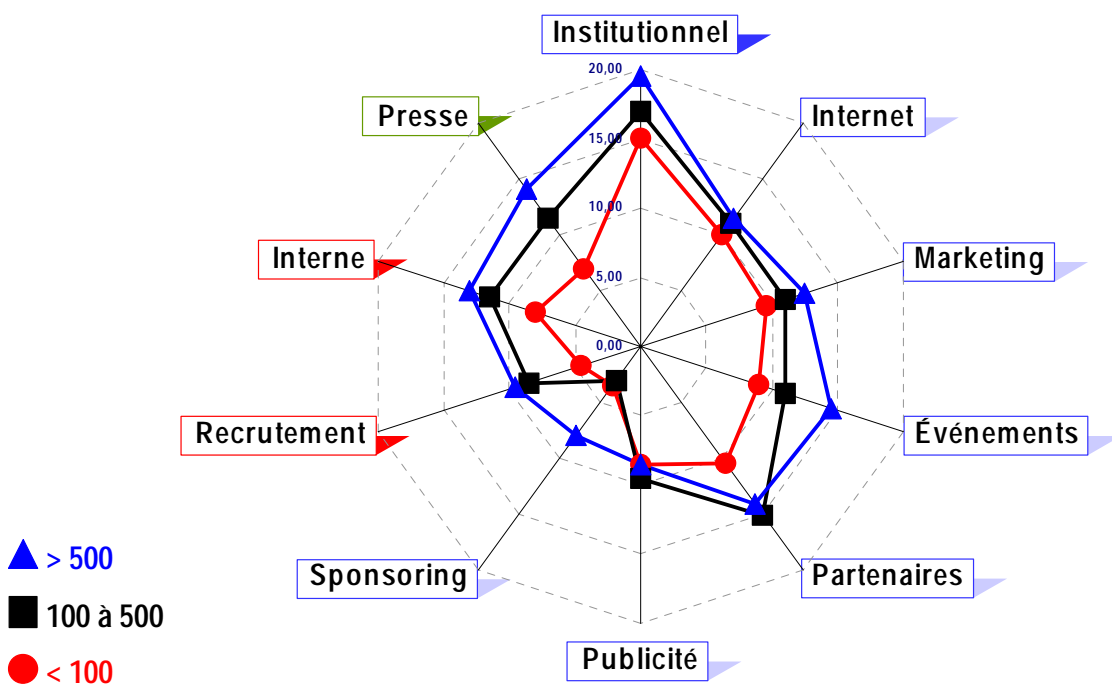 Institutionnel
20,00
Presse
Internet
15,00
10,00
Interne
Marketing
5,00
0,00
Recrutement
Événements
> 500
Sponsoring
Partenaires
100 à 500
Publicité
< 100